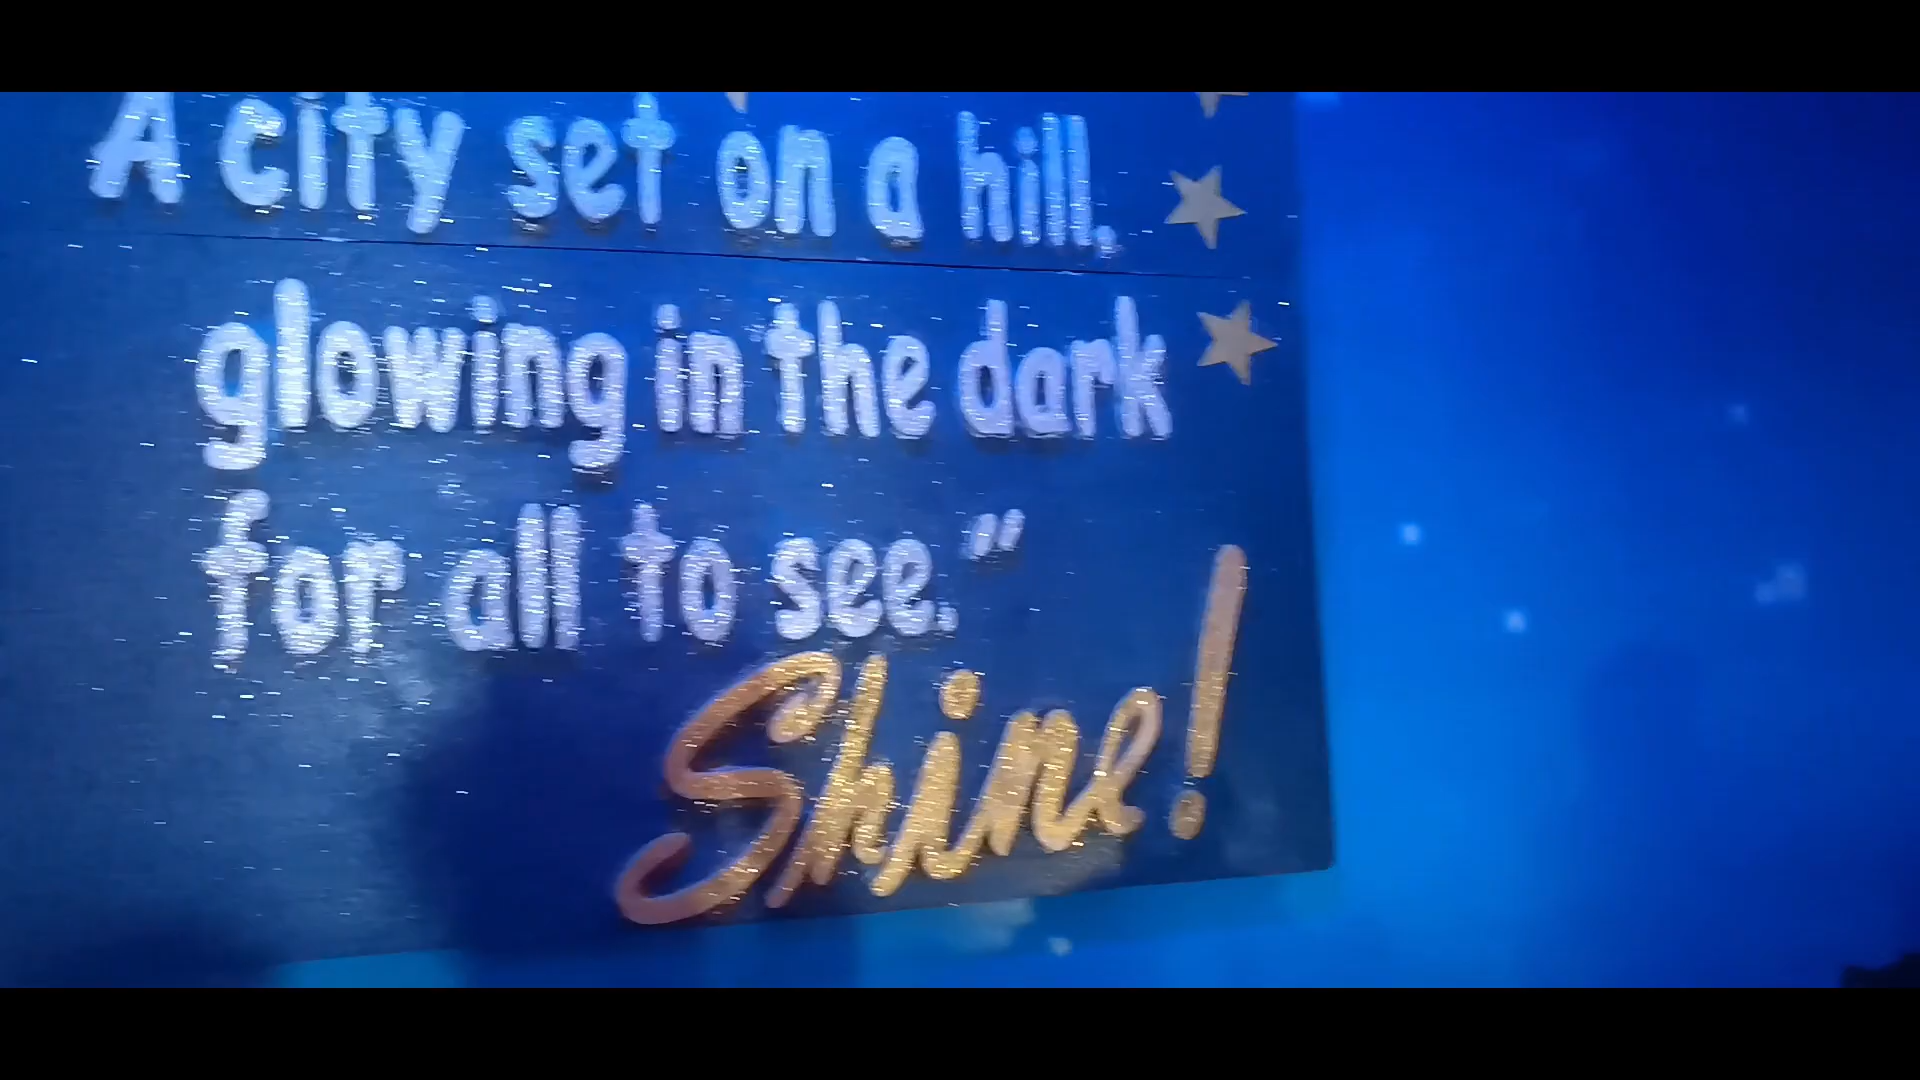 A city set on a hill,
glowing in the dark
for all to see.”
Shine!